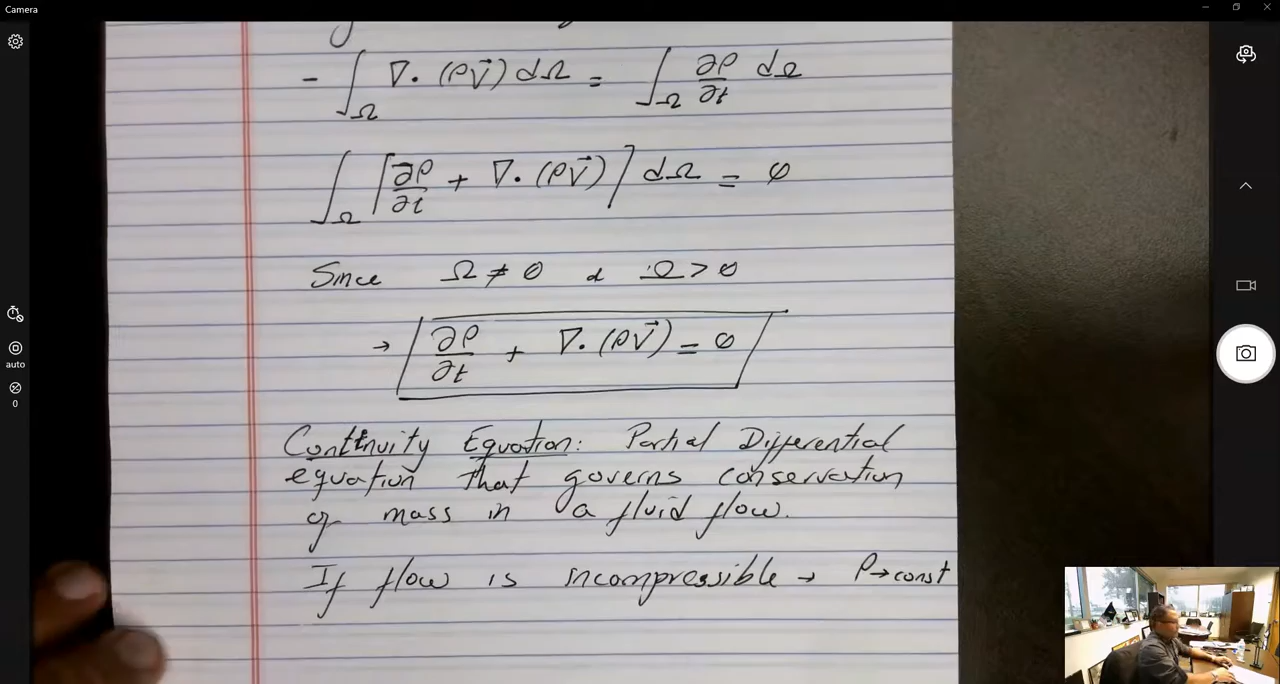 Camera
- ∫_Ω ∇·(ρV⃗) dΩ = ∫_Ω ∂ρ/∂t dΩ
∫_Ω [∂ρ/∂t + ∇·(ρV⃗)] dΩ = 0
Since Ω ≠ 0 & Ω > 0
→ ∂ρ/∂t + ∇·(ρV⃗) = 0
Continuity Equation: Partial Differential
equation that governs conservation
of mass in a fluid flow.
If flow is incompressible → ρ→const
auto
0